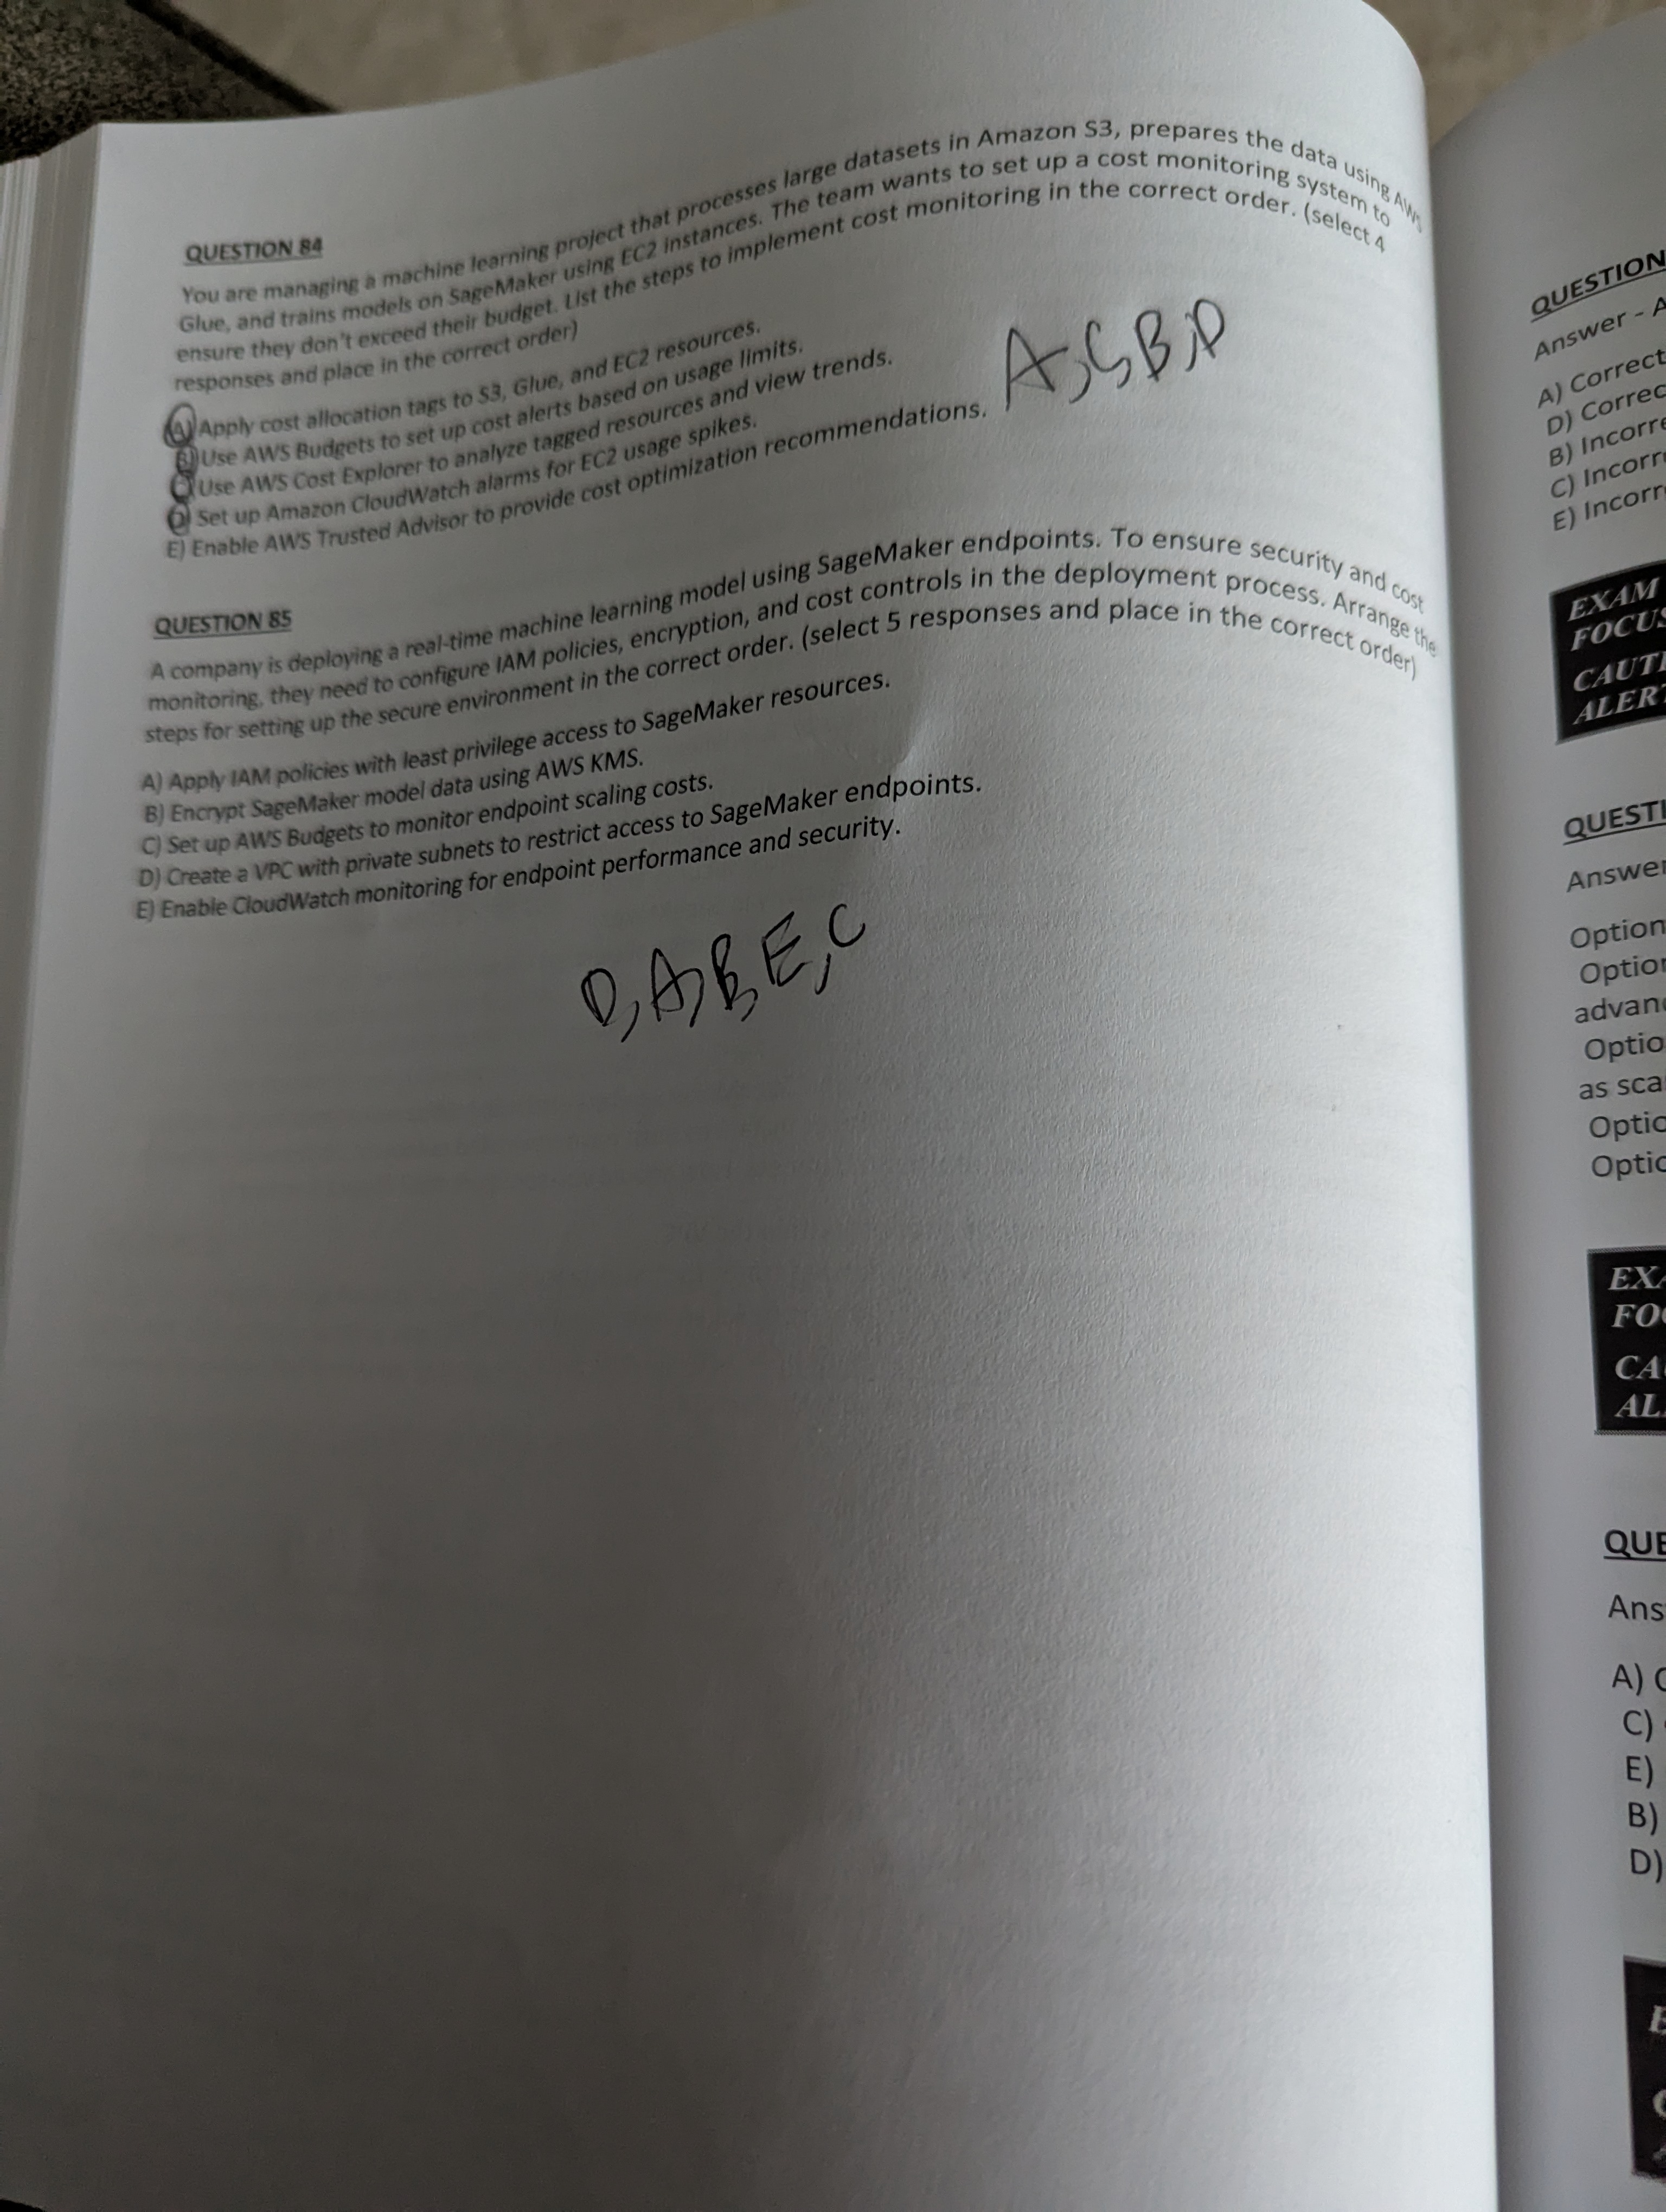 QUESTION 84
You are managing a machine learning project that processes large datasets in Amazon S3, prepares the data using AWS
Glue, and trains models on SageMaker using EC2 instances. The team wants to set up a cost monitoring system to
ensure they don't exceed their budget. List the steps to implement cost monitoring in the correct order. (select 4
responses and place in the correct order)
A) Apply cost allocation tags to S3, Glue, and EC2 resources.
B) Use AWS Budgets to set up cost alerts based on usage limits.
C) Use AWS Cost Explorer to analyze tagged resources and view trends.
D) Set up Amazon CloudWatch alarms for EC2 usage spikes.
E) Enable AWS Trusted Advisor to provide cost optimization recommendations.
A,C,B,D
QUESTION 85
A company is deploying a real-time machine learning model using SageMaker endpoints. To ensure security and cost
monitoring, they need to configure IAM policies, encryption, and cost controls in the deployment process. Arrange the
steps for setting up the secure environment in the correct order. (select 5 responses and place in the correct order)
A) Apply IAM policies with least privilege access to SageMaker resources.
B) Encrypt SageMaker model data using AWS KMS.
C) Set up AWS Budgets to monitor endpoint scaling costs.
D) Create a VPC with private subnets to restrict access to SageMaker endpoints.
E) Enable CloudWatch monitoring for endpoint performance and security.
D,A,B,E,C
QUESTION
Answer - A
A) Correct
D) Correc
B) Incorre
C) Incorr
E) Incorr
EXAM
FOCUS
CAUTI
ALERT
QUESTI
Answer
Option
Option
advan
Optio
as sca
Optio
Optio
EXA
FO
CA
AL
QUE
Ans
A) C
C)
E)
B)
D)